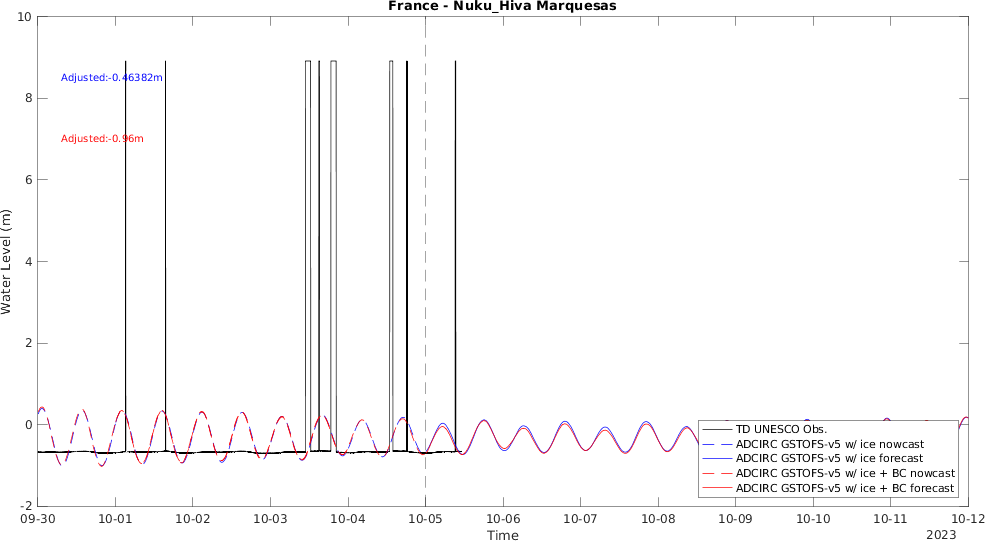 France - Nuku_Hiva Marquesas
10
8
6
4
2
0
-2
Water Level (m)
Adjusted:-0.46382m
Adjusted:-0.96m
TD UNESCO Obs.
ADCIRC GSTOFS-v5 w/ ice nowcast
ADCIRC GSTOFS-v5 w/ ice forecast
ADCIRC GSTOFS-v5 w/ ice + BC nowcast
ADCIRC GSTOFS-v5 w/ ice + BC forecast
09-30 10-01 10-02 10-03 10-04 10-05 10-06 10-07 10-08 10-09 10-10 10-11 10-12
Time
2023